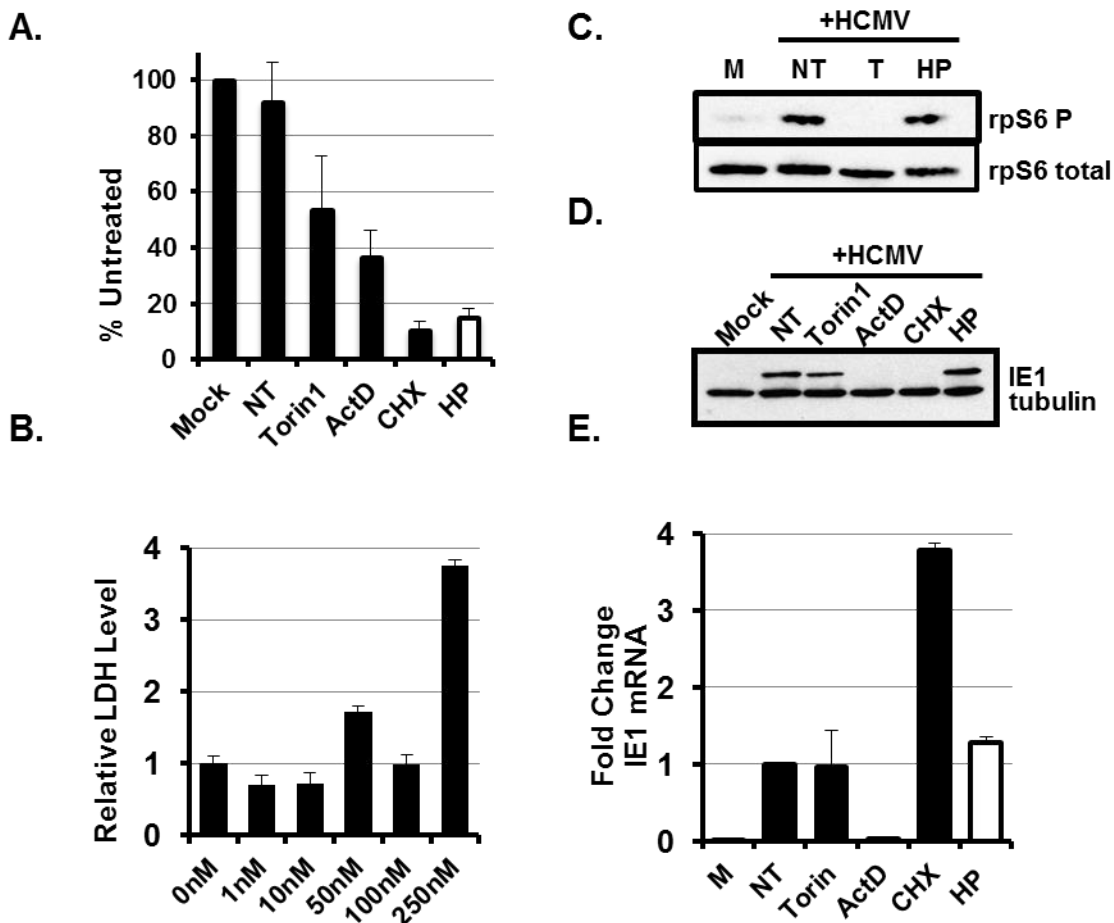 A.
% Untreated
100
80
60
40
20
0
Mock
NT
Torin1
ActD
CHX
HP
B.
Relative LDH Level
4
3
2
1
0
0nM
1nM
10nM
50nM
100nM
250nM
C.
+HCMV
M NT T HP
rpS6 P
rpS6 total
D.
+HCMV
Mock NT Torin1 ActD CHX HP
IE1
tubulin
E.
Fold Change
IE1 mRNA
4
3
2
1
0
M
NT
Torin
ActD
CHX
HP